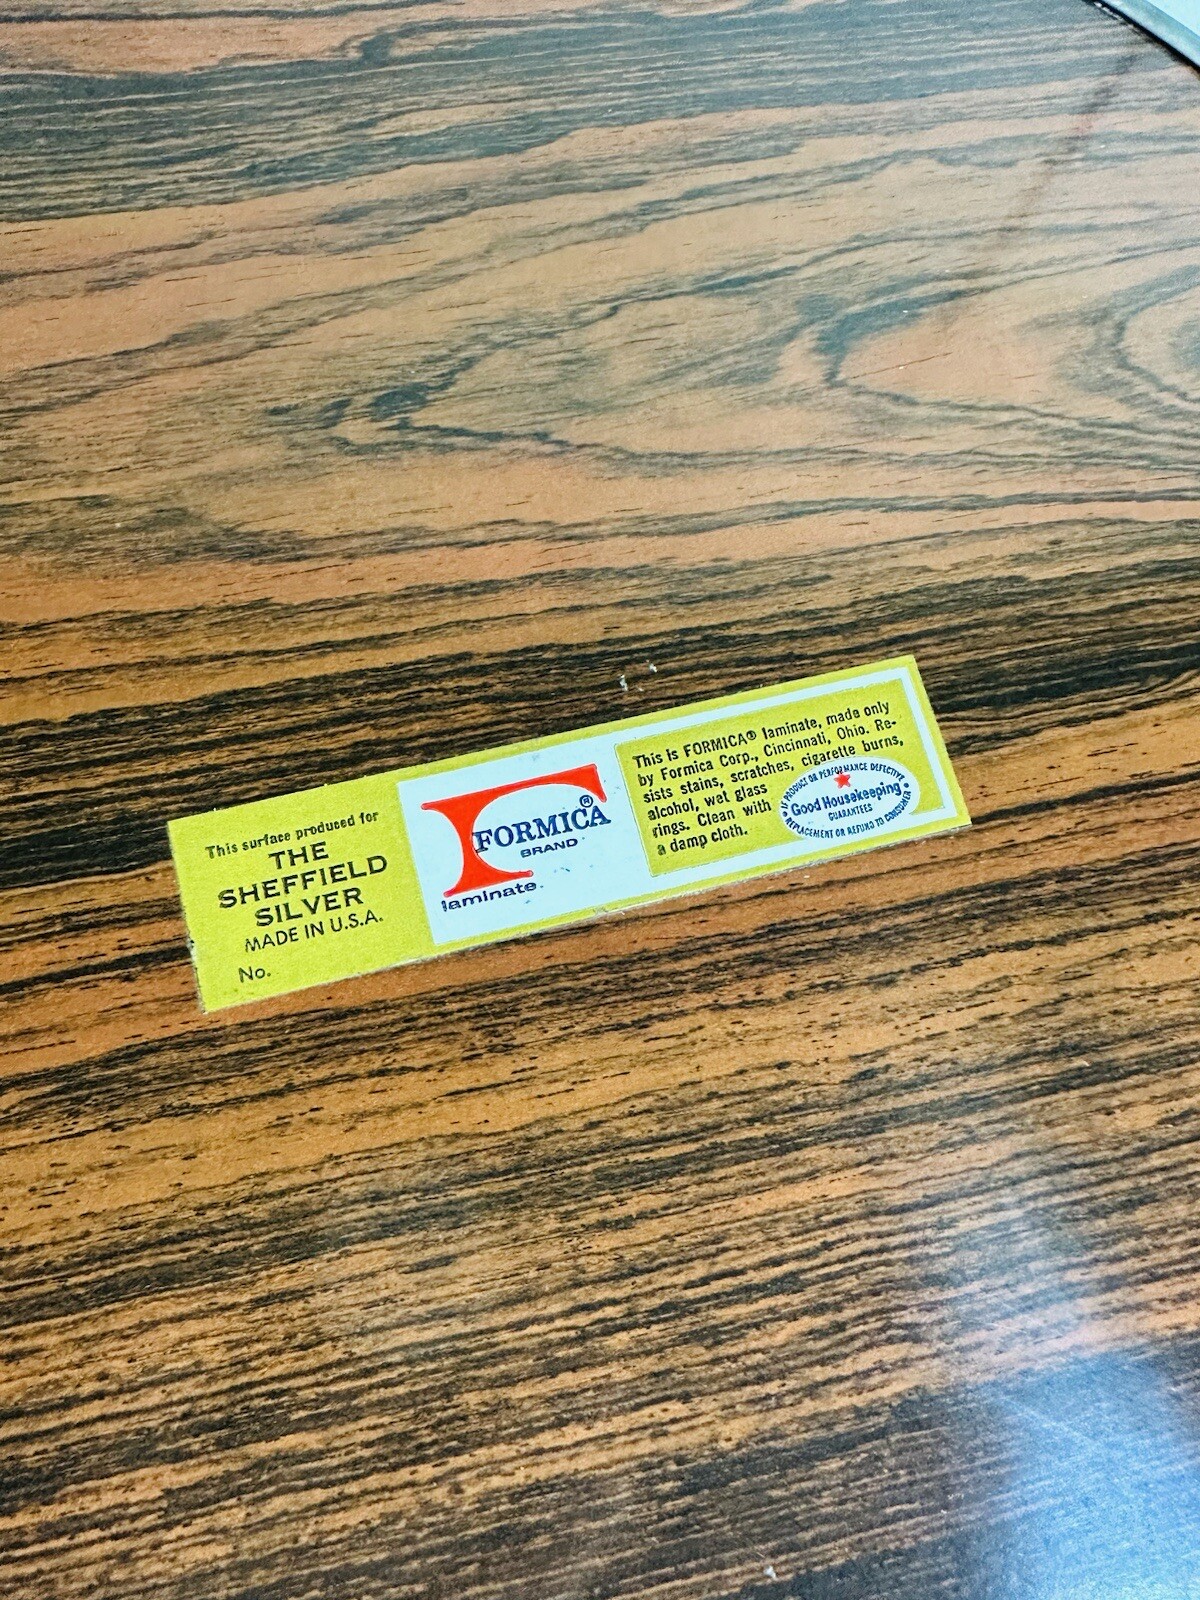 This surface produced for
THE
SHEFFIELD
SILVER
MADE IN U.S.A.
No.
FORMICA®
BRAND
laminate
This is FORMICA® laminate, made only
by Formica Corp., Cincinnati, Ohio. Re-
sists stains, scratches, cigarette burns,
alcohol, wet glass
rings. Clean with
a damp cloth.
IF PRODUCT OR PERFORMANCE DEFECTIVE
Good Housekeeping
GUARANTEES
REPLACEMENT OR REFUND TO CONSUMER